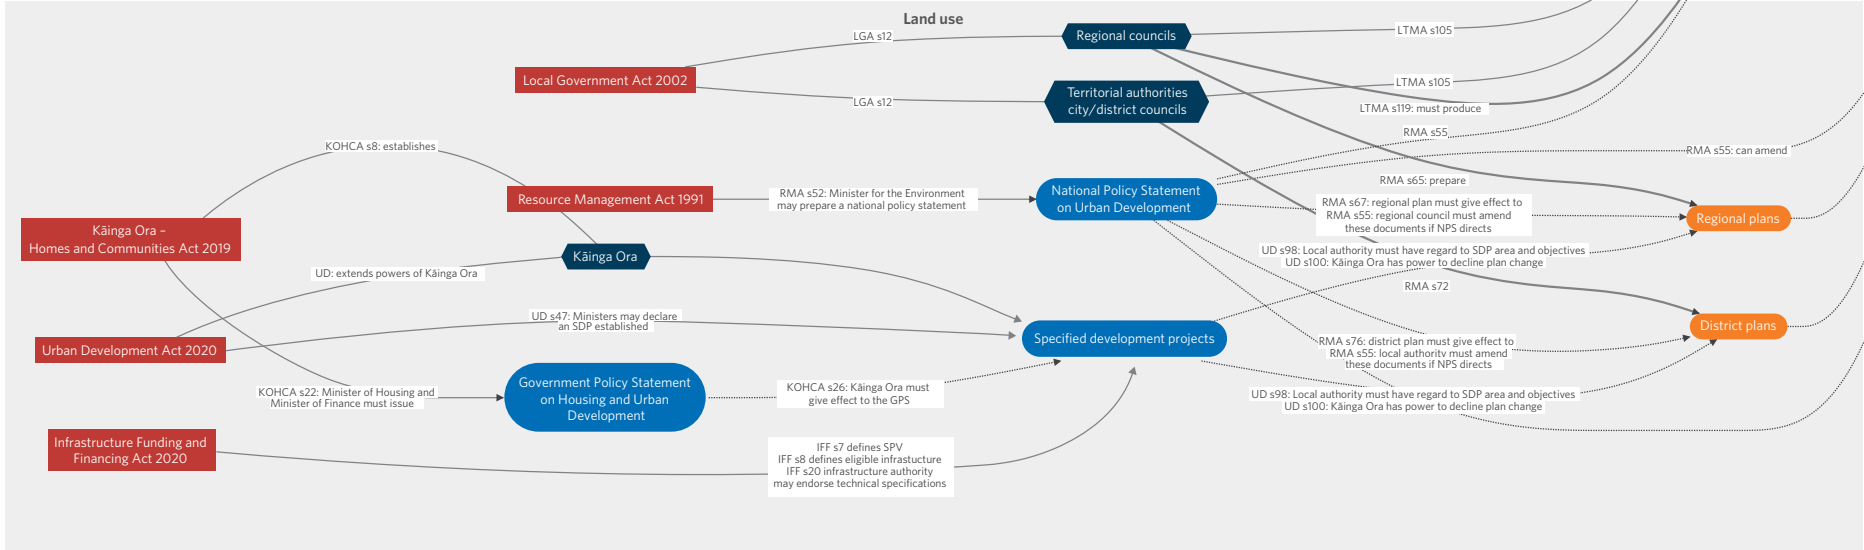 Land use
LGA s12
Regional councils
LTMA s105
Local Government Act 2002
LTMA s105
LGA s12
Territorial authorities
city/district councils
LTMA s119: must produce
RMA s55
KOHCA s8: establishes
RMA s55: can amend
RMA s65: prepare
Resource Management Act 1991
RMA s52: Minister for the Environment
may prepare a national policy statement
National Policy Statement
on Urban Development
RMA s67: regional plan must give effect to
RMA s55: regional council must amend
these documents if NPS directs
Regional plans
Kāinga Ora –
Homes and Communities Act 2019
Kāinga Ora
UD s98: Local authority must have regard to SDP area and objectives
UD s100: Kāinga Ora has power to decline plan change
UD: extends powers of Kāinga Ora
RMA s72
UD s47: Ministers may declare
an SDP established
District plans
Specified development projects
Urban Development Act 2020
RMA s76: district plan must give effect to
RMA s55: local authority must amend
these documents if NPS directs
KOHCA s22: Minister of Housing and
Minister of Finance must issue
Government Policy Statement
on Housing and Urban
Development
KOHCA s26: Kāinga Ora must
give effect to the GPS
UD s98: Local authority must have regard to SDP area and objectives
UD s100: Kāinga Ora has power to decline plan change
Infrastructure Funding and
Financing Act 2020
IFF s7 defines SPV
IFF s8 defines eligible infrastucture
IFF s20 infrastructure authority
may endorse technical specifications